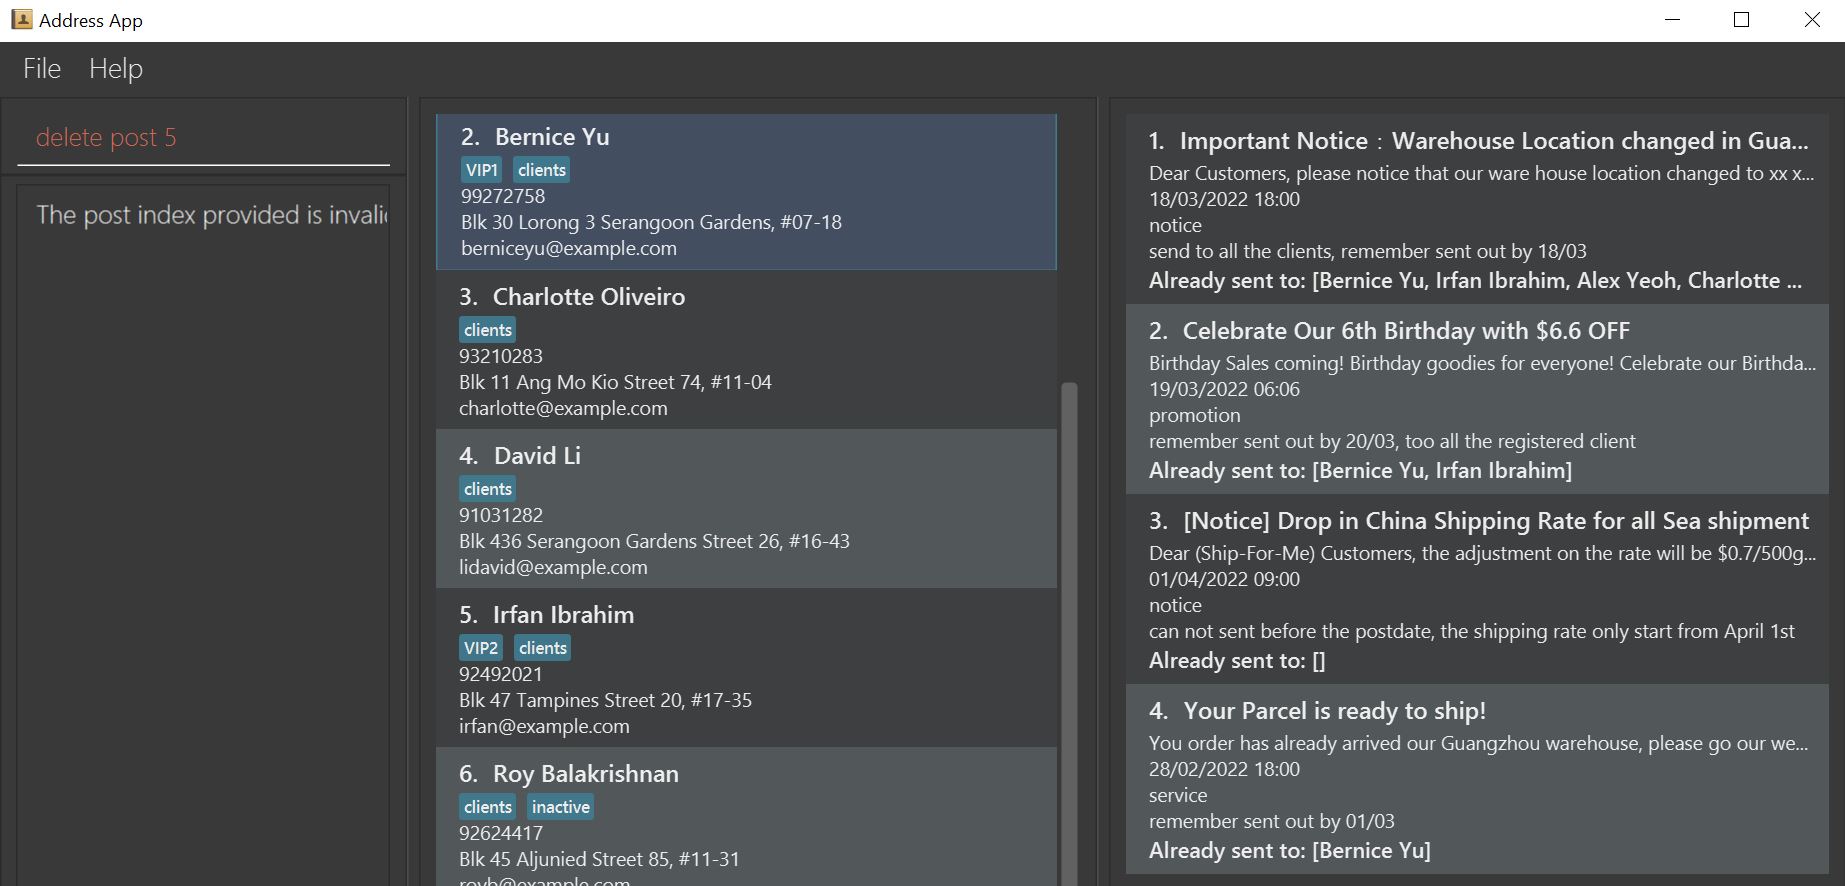 Address App
File Help
delete post 5
The post index provided is invali
2. Bernice Yu
VIP1 clients
99272758
Blk 30 Lorong 3 Serangoon Gardens, #07-18
berniceyu@example.com
3. Charlotte Oliveiro
clients
93210283
Blk 11 Ang Mo Kio Street 74, #11-04
charlotte@example.com
4. David Li
clients
91031282
Blk 436 Serangoon Gardens Street 26, #16-43
lidavid@example.com
5. Irfan Ibrahim
VIP2 clients
92492021
Blk 47 Tampines Street 20, #17-35
irfan@example.com
6. Roy Balakrishnan
clients inactive
92624417
Blk 45 Aljunied Street 85, #11-31
royb@example.com
1. Important Notice：Warehouse Location changed in Gua...
Dear Customers, please notice that our ware house location changed to xx x...
18/03/2022 18:00
notice
send to all the clients, remember sent out by 18/03
Already sent to: [Bernice Yu, Irfan Ibrahim, Alex Yeoh, Charlotte ...
2. Celebrate Our 6th Birthday with $6.6 OFF
Birthday Sales coming! Birthday goodies for everyone! Celebrate our Birthda...
19/03/2022 06:06
promotion
remember sent out by 20/03, too all the registered client
Already sent to: [Bernice Yu, Irfan Ibrahim]
3. [Notice] Drop in China Shipping Rate for all Sea shipment
Dear (Ship-For-Me) Customers, the adjustment on the rate will be $0.7/500g...
01/04/2022 09:00
notice
can not sent before the postdate, the shipping rate only start from April 1st
Already sent to: []
4. Your Parcel is ready to ship!
You order has already arrived our Guangzhou warehouse, please go our we...
28/02/2022 18:00
service
remember sent out by 01/03
Already sent to: [Bernice Yu]